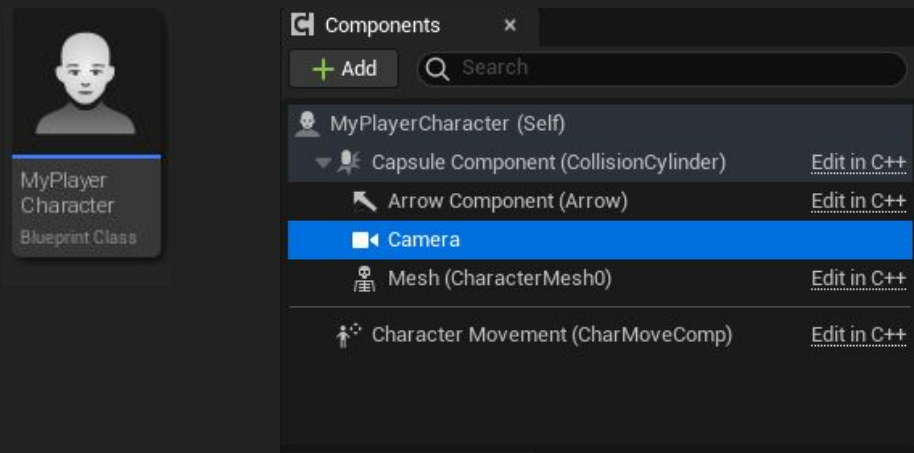 MyPlayer
Character
Blueprint Class
Components
Add
Search
MyPlayerCharacter (Self)
Capsule Component (CollisionCylinder) Edit in C++
Arrow Component (Arrow) Edit in C++
Camera
Mesh (CharacterMesh0) Edit in C++
Character Movement (CharMoveComp) Edit in C++